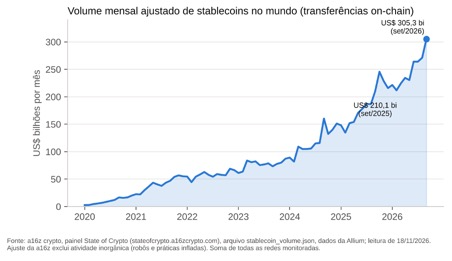 Volume mensal ajustado de stablecoins no mundo (transferências on-chain)
US$ 305,3 bi
(set/2026)
US$ 210,1 bi
(set/2025)
US$ bilhões por mês
300
250
200
150
100
50
0
2020
2021
2022
2023
2024
2025
2026
Fonte: a16z crypto, painel State of Crypto (stateofcrypto.a16zcrypto.com), arquivo stablecoin_volume.json, dados da Allium; leitura de 18/11/2026.
Ajuste da a16z exclui atividade inorgânica (robôs e práticas infladas). Soma de todas as redes monitoradas.